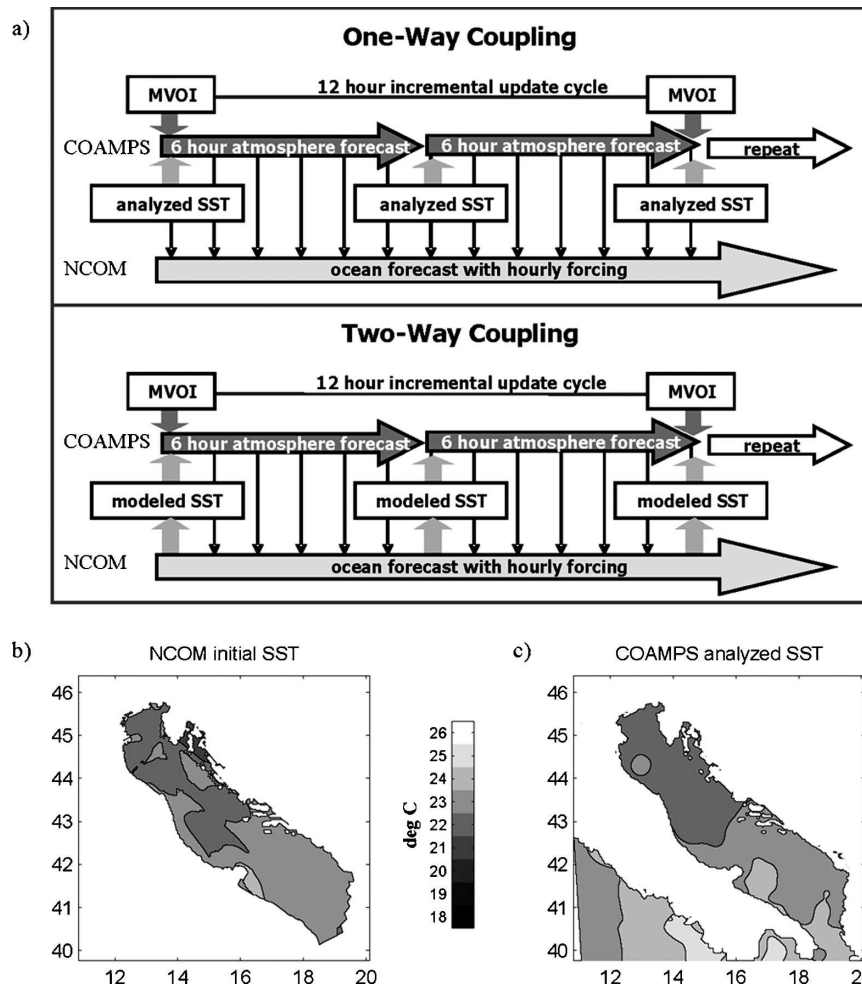 a)
One-Way Coupling
MVOI 12 hour incremental update cycle MVOI
COAMPS 6 hour atmosphere forecast 6 hour atmosphere forecast repeat
analyzed SST analyzed SST analyzed SST
NCOM ocean forecast with hourly forcing
Two-Way Coupling
MVOI 12 hour incremental update cycle MVOI
COAMPS 6 hour atmosphere forecast 6 hour atmosphere forecast repeat
modeled SST modeled SST modeled SST
NCOM ocean forecast with hourly forcing
b) NCOM initial SST
46
45
44
43
42
41
40
12 14 16 18 20
deg C
26
25
24
23
22
21
20
19
18
c) COAMPS analyzed SST
46
45
44
43
42
41
40
12 14 16 18 2